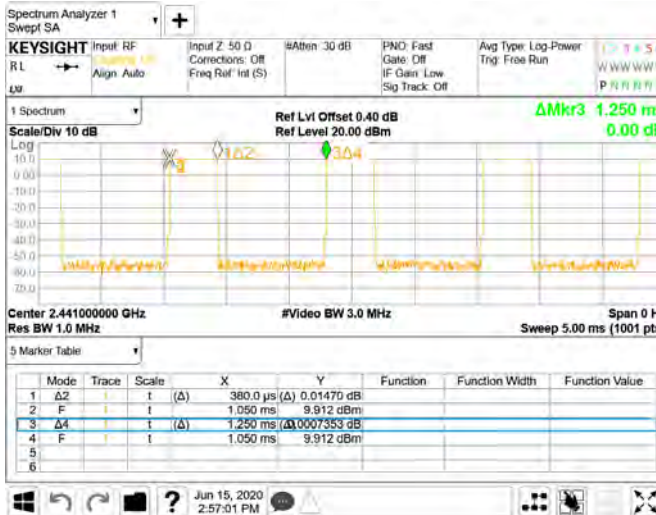 Spectrum Analyzer 1
Swept SA
KEYSIGHT
RL
Input: RF
Align: Auto
Input Z: 50 Ω
Corrections: Off
Freq Ref: Int (S)
#Atten: 30 dB
PNO: Fast
Gate: Off
IF Gain: Low
Sig Track: Off
Avg Type: Log-Power
Trig: Free Run
1 Spectrum
Scale/Div 10 dB
Ref Lvl Offset 0.40 dB
Ref Level 20.00 dBm
ΔMkr3 1.250 m
0.00 d
Log
10.0
0.00
-10.0
-20.0
-30.0
-40.0
1Δ2
3Δ4
Center 2.441000000 GHz
Res BW 1.0 MHz
#Video BW 3.0 MHz
Span 0 H
Sweep 5.00 ms (1001 pts
5 Marker Table
Mode Trace Scale X Y Function Function Width Function Value
1 Δ2 1 t (Δ) 380.0 µs (Δ) 0.01470 dB
2 F 1 t 1.050 ms 9.912 dBm
3 Δ4 1 t (Δ) 1.250 ms (Δ) 0.0007353 dB
4 F 1 t 1.050 ms 9.912 dBm
5
6
?
Jun 15, 2020
2:57:01 PM